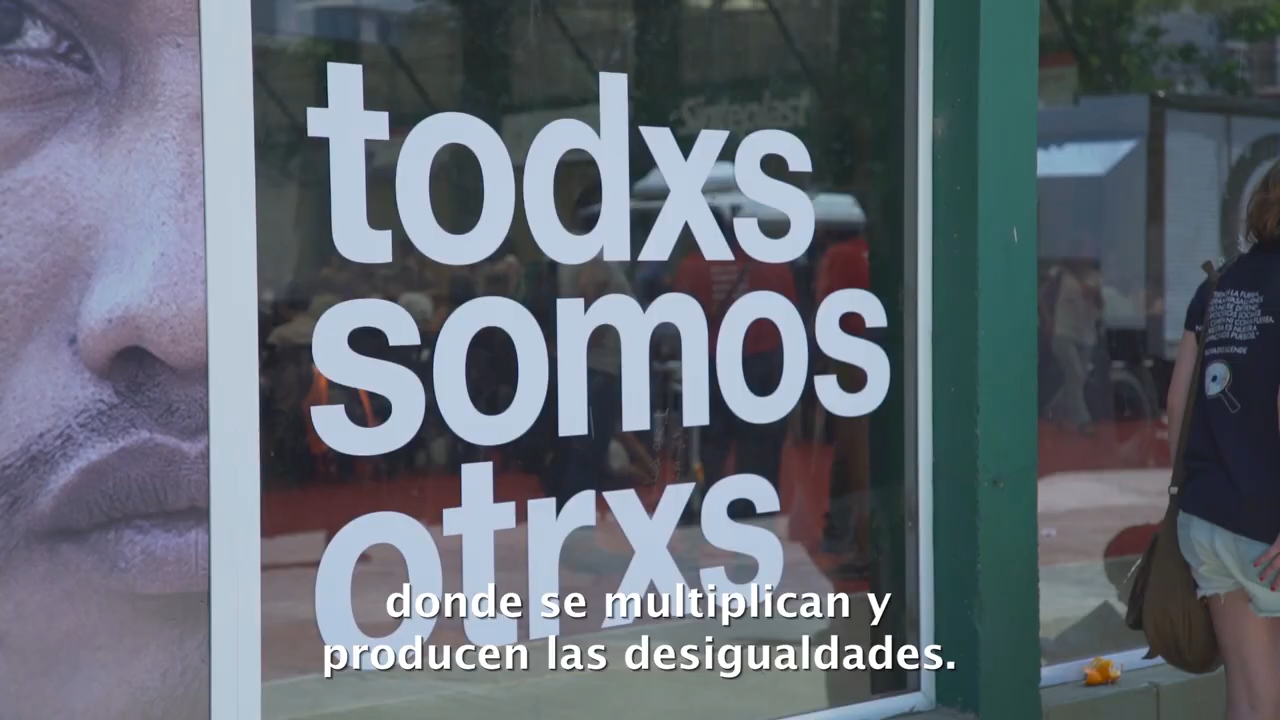 todxs
somos
otrxs
donde se multiplican y
producen las desigualdades.